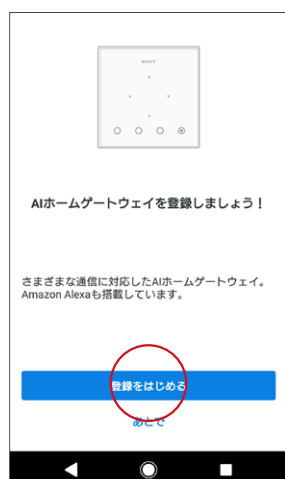 SONY
AIホームゲートウェイを登録しましょう！
さまざまな通信に対応したAIホームゲートウェイ。
Amazon Alexaも搭載しています。
登録をはじめる
あとで